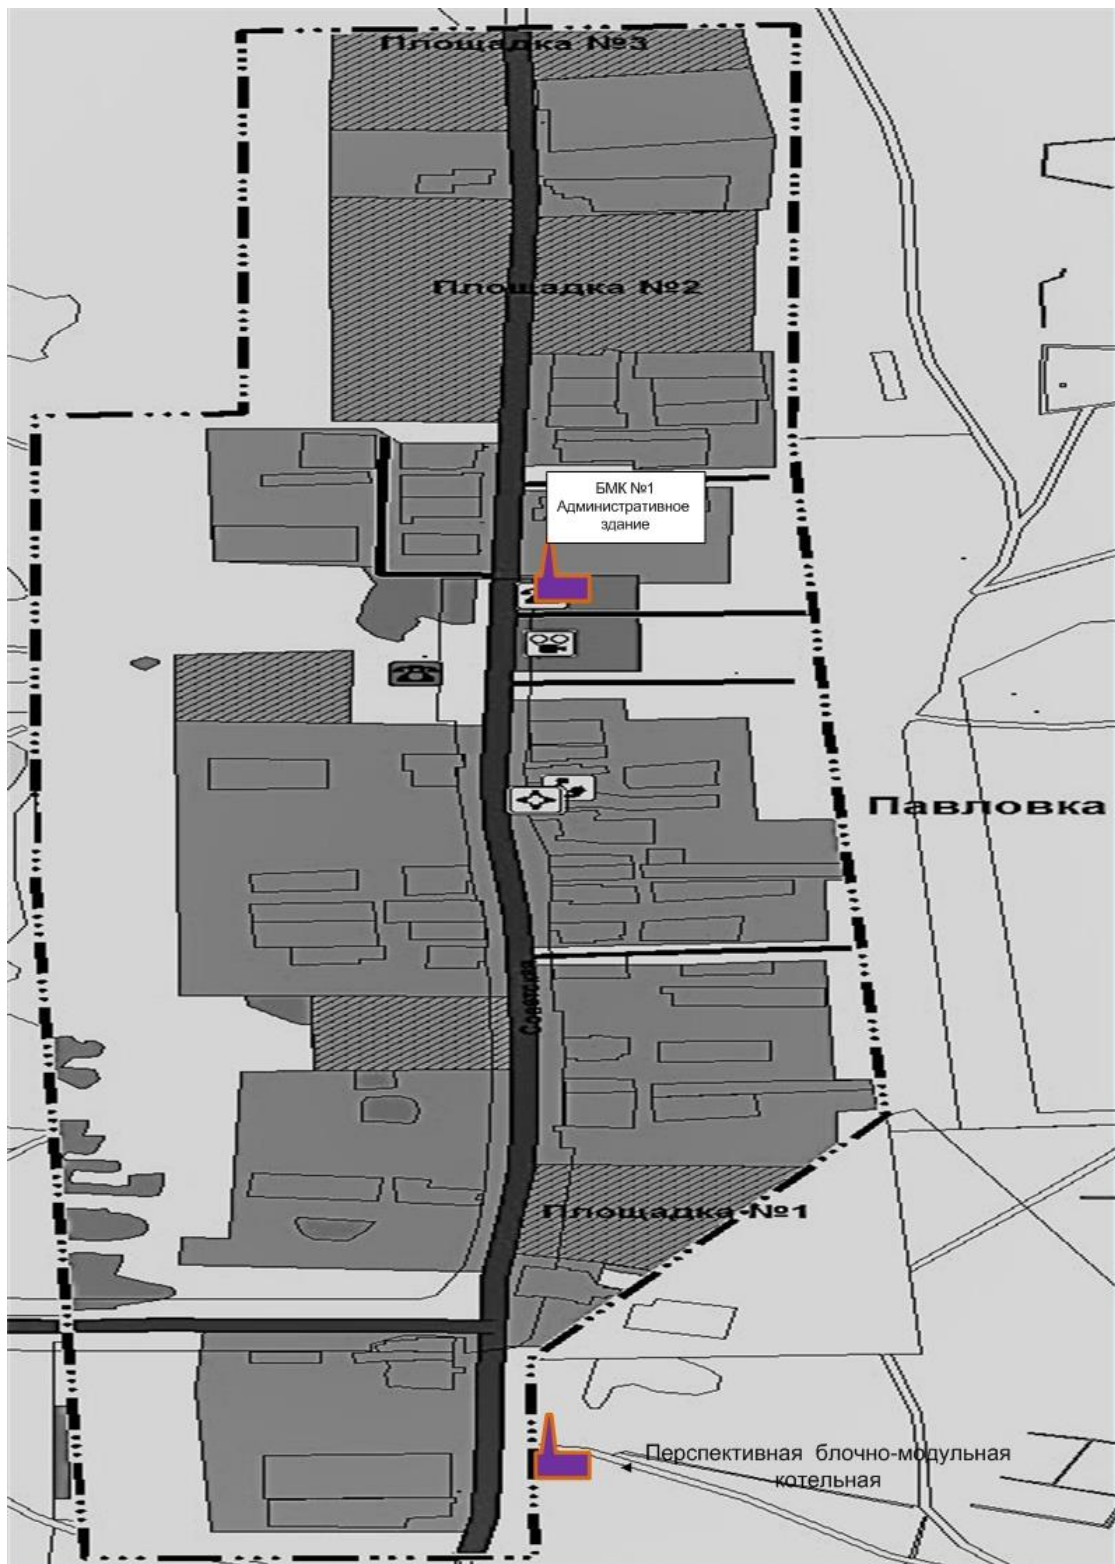 Площадка №3
Площадка №2
БМК №1
Административное
здание
Павловка
Советская
Площадка №1
Перспективная блочно-модульная
котельная